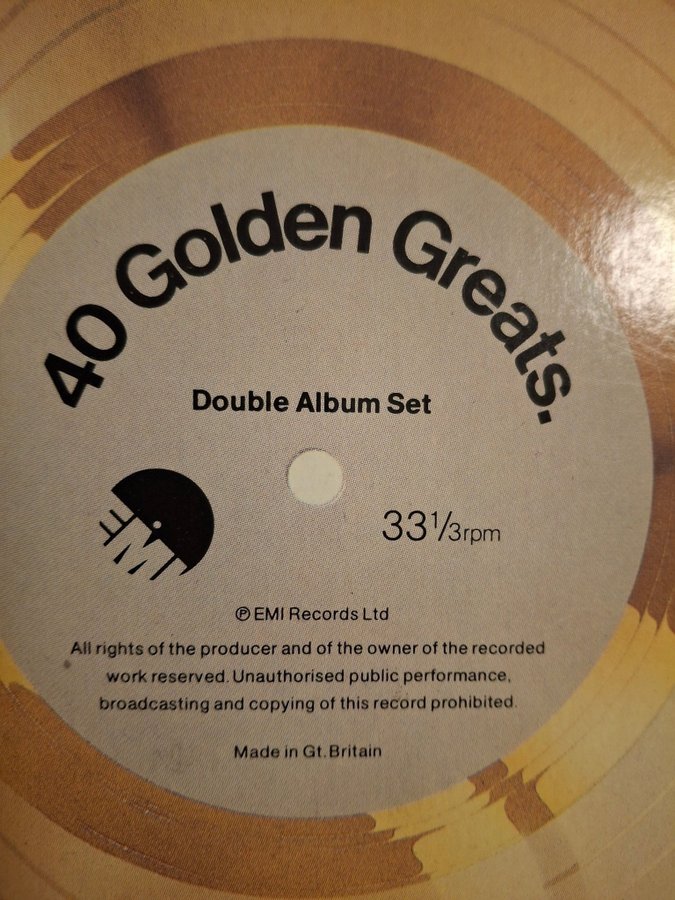 40 Golden Greats.
Double Album Set
EMI
33⅓rpm
℗ EMI Records Ltd
All rights of the producer and of the owner of the recorded
work reserved. Unauthorised public performance,
broadcasting and copying of this record prohibited.
Made in Gt. Britain